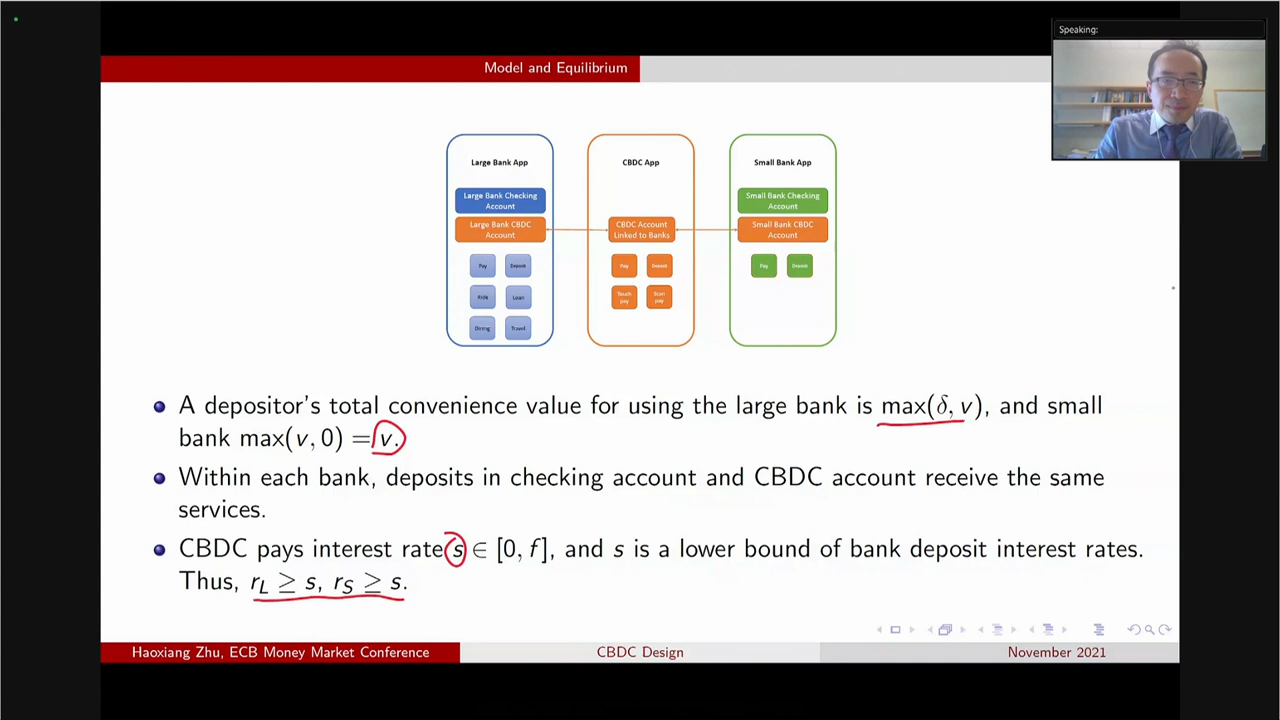 Speaking:
Model and Equilibrium
Large Bank App
CBDC App
Small Bank App
Large Bank Checking
Account
Small Bank Checking
Account
Large Bank CBDC
Account
CBDC Account
Linked to Banks
Small Bank CBDC
Account
Pay Deposit
Pay Deposit
Pay Deposit
Ride Loan
Touch
pay
Scan
pay
Dining Travel
A depositor's total convenience value for using the large bank is max(δ, v), and small
bank max(v, 0) = v.
Within each bank, deposits in checking account and CBDC account receive the same
services.
CBDC pays interest rate s ∈ [0, f], and s is a lower bound of bank deposit interest rates.
Thus, r_L ≥ s, r_S ≥ s.
Haoxiang Zhu, ECB Money Market Conference
CBDC Design
November 2021